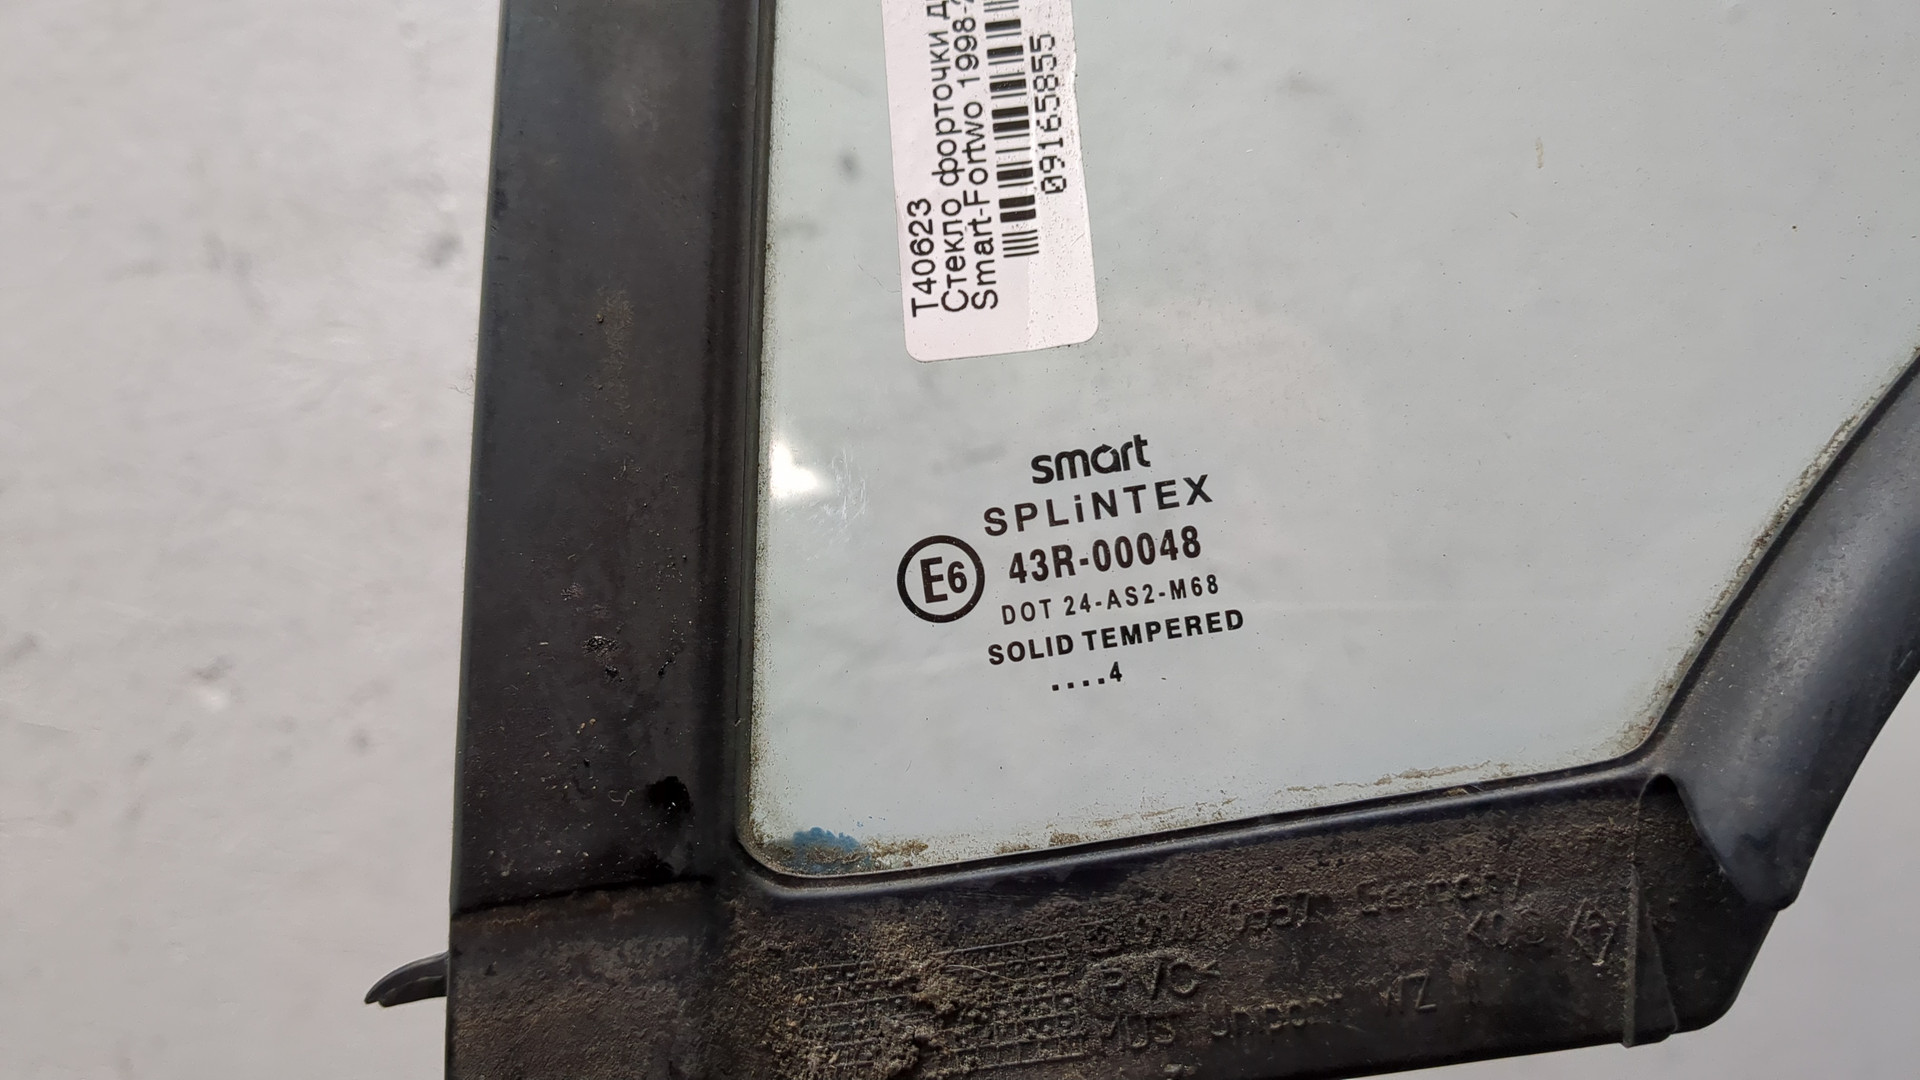 T40623
Стекло форточки
Smart-Fortwo 1998-
09165855
smart
SPLiNTEX
E6
43R-00048
DOT 24-AS2-M68
SOLID TEMPERED
....4
Germany
PVC